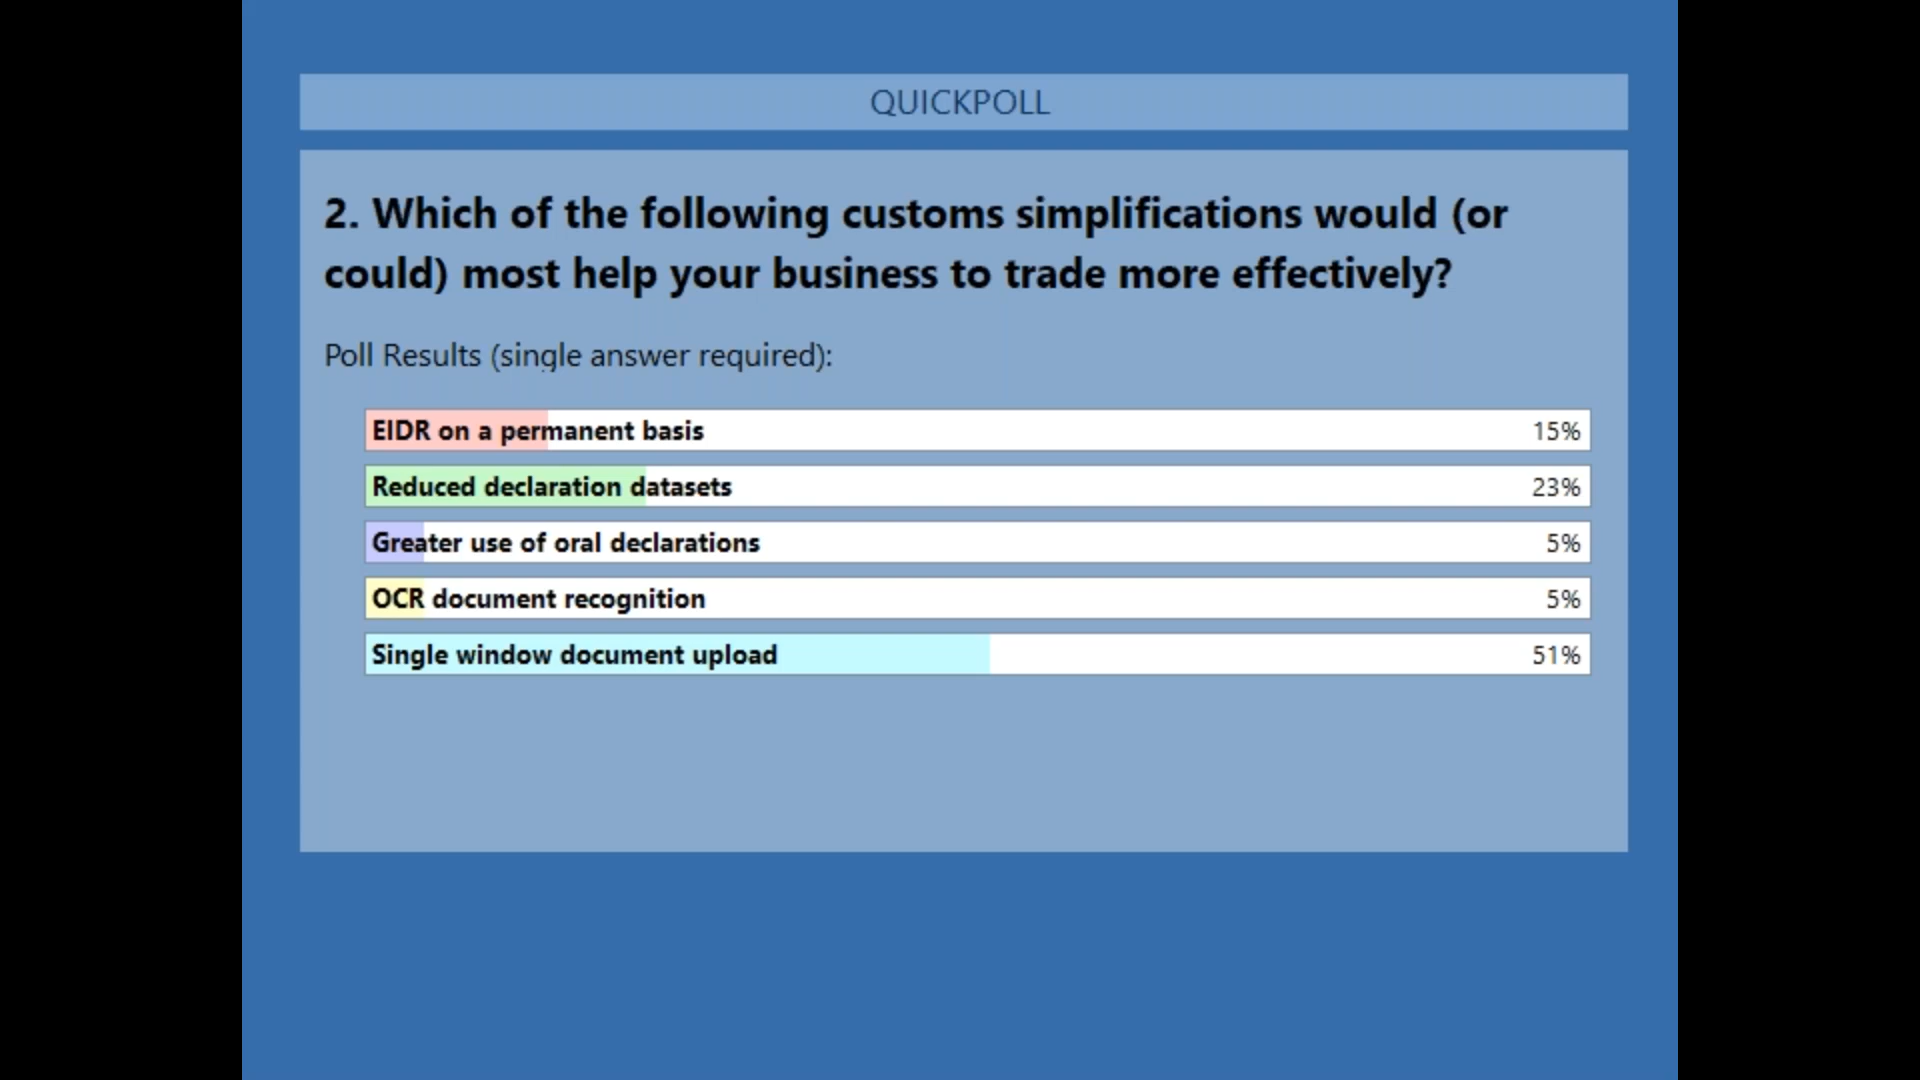 QUICKPOLL
2. Which of the following customs simplifications would (or
could) most help your business to trade more effectively?
Poll Results (single answer required):
EIDR on a permanent basis 15%
Reduced declaration datasets 23%
Greater use of oral declarations 5%
OCR document recognition 5%
Single window document upload 51%